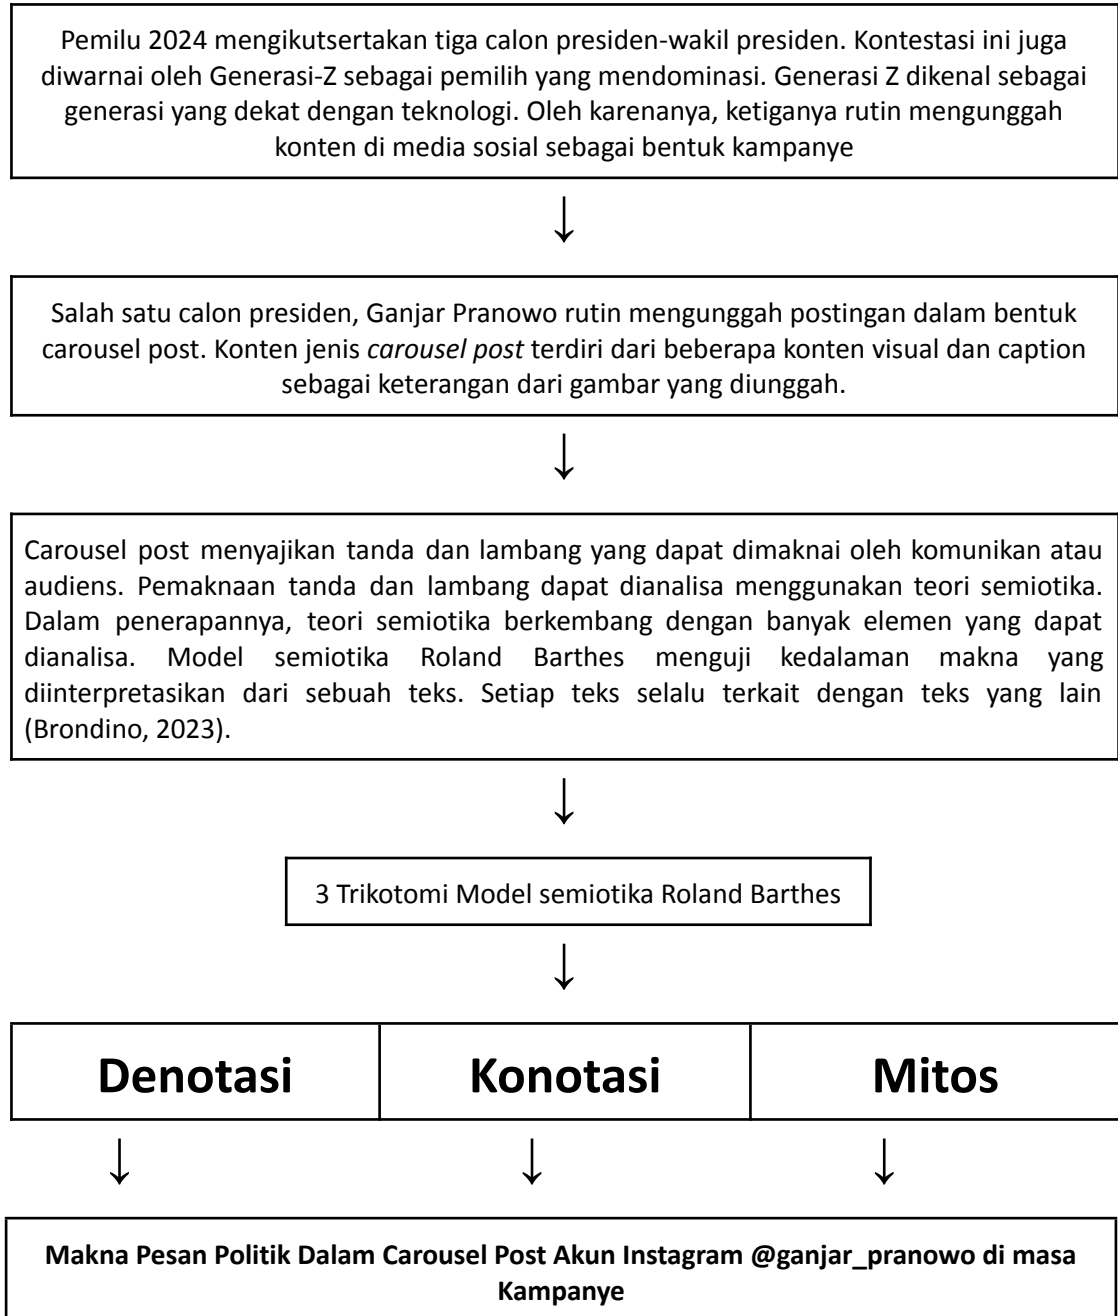 Pemilu 2024 mengikutsertakan tiga calon presiden-wakil presiden. Kontestasi ini juga
diwarnai oleh Generasi-Z sebagai pemilih yang mendominasi. Generasi Z dikenal sebagai
generasi yang dekat dengan teknologi. Oleh karenanya, ketiganya rutin mengunggah
konten di media sosial sebagai bentuk kampanye
Salah satu calon presiden, Ganjar Pranowo rutin mengunggah postingan dalam bentuk
carousel post. Konten jenis carousel post terdiri dari beberapa konten visual dan caption
sebagai keterangan dari gambar yang diunggah.
Carousel post menyajikan tanda dan lambang yang dapat dimaknai oleh komunikan atau
audiens. Pemaknaan tanda dan lambang dapat dianalisa menggunakan teori semiotika.
Dalam penerapannya, teori semiotika berkembang dengan banyak elemen yang dapat
dianalisa. Model semiotika Roland Barthes menguji kedalaman makna yang
diinterpretasikan dari sebuah teks. Setiap teks selalu terkait dengan teks yang lain
(Brondino, 2023).
3 Trikotomi Model semiotika Roland Barthes
Denotasi Konotasi Mitos
Makna Pesan Politik Dalam Carousel Post Akun Instagram @ganjar_pranowo di masa
Kampanye